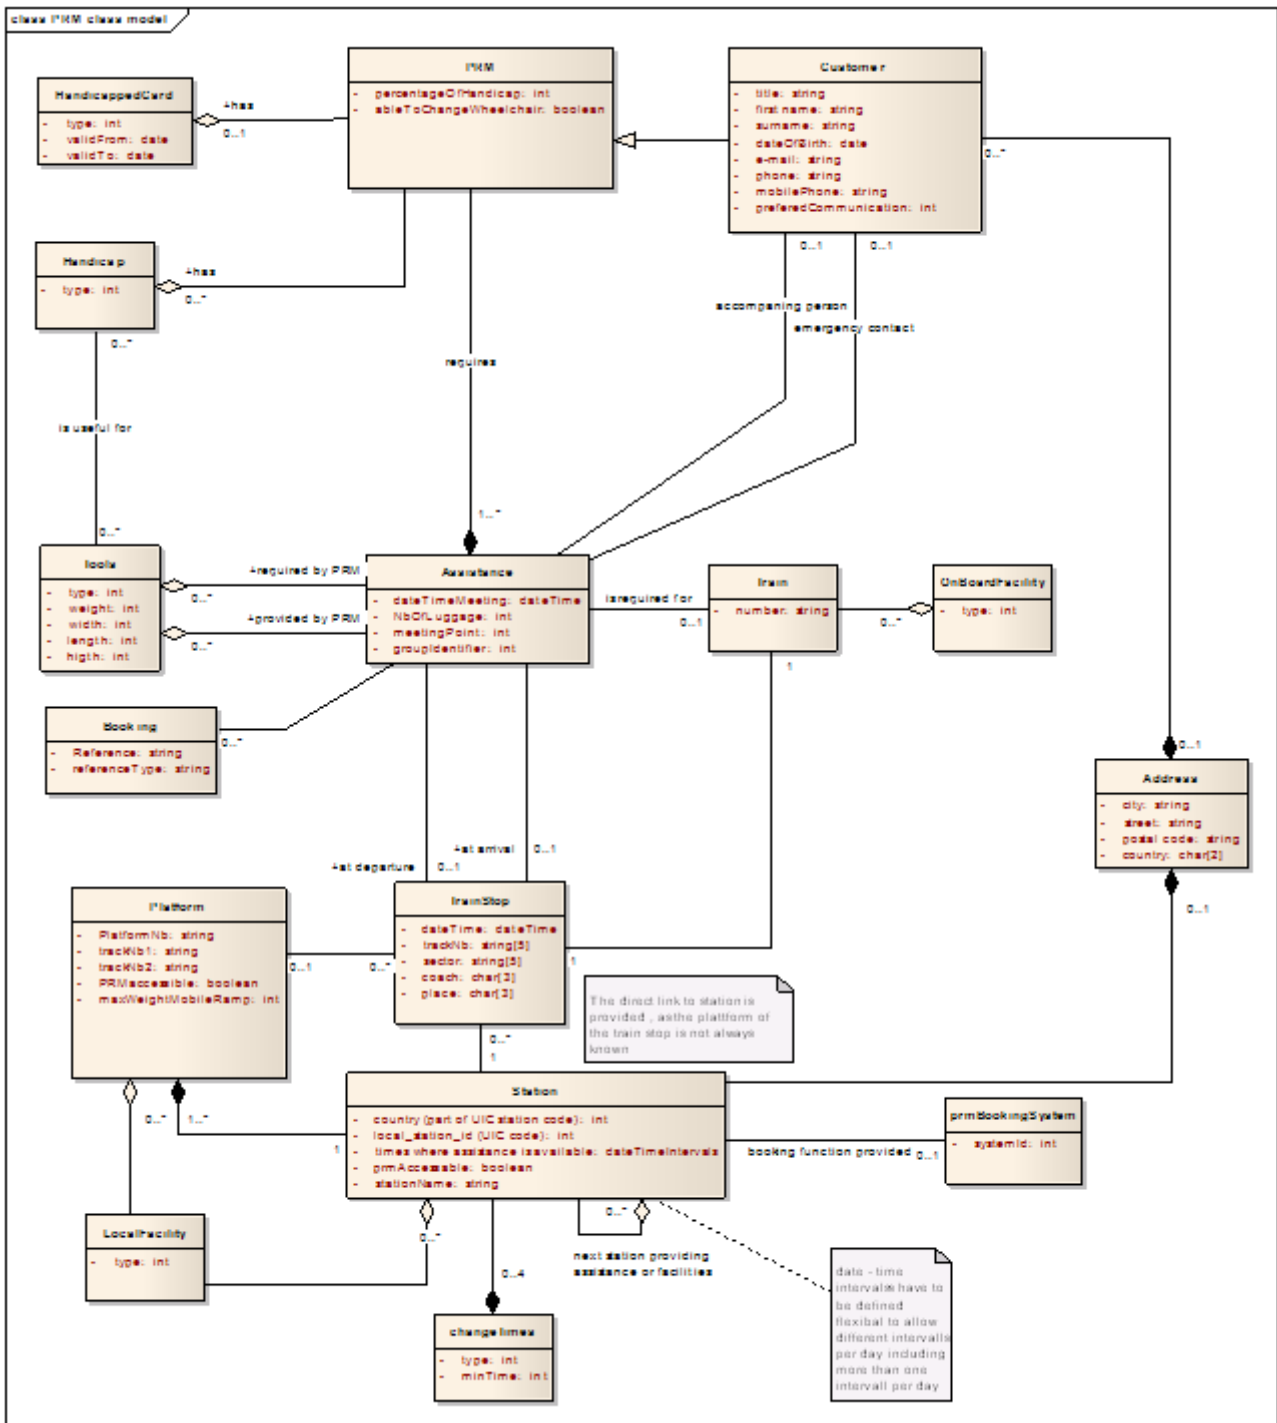 class PRM class model
PRM
- percentageOfHandicap: int
- ableToChangeWheelchair: boolean
Customer
- title: string
- first name: string
- surname: string
- dateOfBirth: date
- e-mail: string
- phone: string
- mobilePhone: string
- preferedCommunication: int
HandicappedCard
- type: int
- validFrom: date
- validTo: date
+has
0..1
0..*
Handicap
- type: int
+has
0..*
0..*
0..1
0..1
accompaning person
emergency contact
requires
is useful for
0..*
1..*
Tools
- type: int
- weight: int
- width: int
- length: int
- higth: int
+required by PRM
0..*
+provided by PRM
0..*
Assistance
- dateTimeMeeting: dateTime
- NbOfLuggage: int
- meetingPoint: int
- groupIdentifier: int
is required for
0..1
Train
- number: string
0..*
OnBoardFacility
- type: int
1
Booking
- Reference: string
- referenceType: string
0..*
0..1
Address
- city: string
- street: string
- postal code: string
- country: char[2]
0..1
+at arrival
0..1
+at departure
0..1
Platform
- PlatformNb: string
- trackNb1: string
- trackNb2: string
- PRMaccessible: boolean
- maxWeightMobileRamp: int
0..1
0..*
TrainStop
- dateTime: dateTime
- trackNb: string[5]
- sector: string[5]
- coach: char[3]
- place: char[3]
1
The direct link to station is
provided , as the plattform of
the train stop is not always
known
0..*
1
0..*
1..*
1
Station
- country (part of UIC station code): int
- local_station_id (UIC code): int
- times where assistance is available: dateTimeIntervals
- prmAccessable: boolean
- stationName: string
booking function provided
0..1
prmBookingSystem
- systemId: int
LocalFacility
- type: int
0..*
0..*
next station providing
assistance or facilities
0..4
changeTimes
- type: int
- minTime: int
date - time
intervalls have to
be defined
flexibal to allow
different intervalls
per day including
more than one
intervall per day